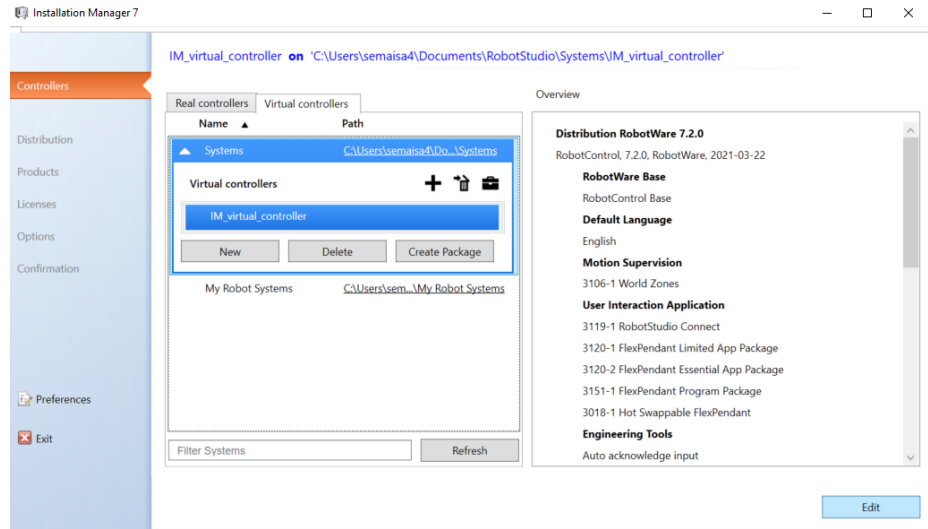 Installation Manager 7
IM_virtual_controller on 'C:\Users\semaisa4\Documents\RobotStudio\Systems\IM_virtual_controller'
Controllers
Distribution
Products
Licenses
Options
Confirmation
Preferences
Exit
Real controllers Virtual controllers
Name Path
Systems C:\Users\semaisa4\Do...\Systems
Virtual controllers
IM_virtual_controller
New Delete Create Package
My Robot Systems C:\Users\sem...\My Robot Systems
Filter Systems Refresh
Overview
Distribution RobotWare 7.2.0
RobotControl, 7.2.0, RobotWare, 2021-03-22
RobotWare Base
RobotControl Base
Default Language
English
Motion Supervision
3106-1 World Zones
User Interaction Application
3119-1 RobotStudio Connect
3120-1 FlexPendant Limited App Package
3120-2 FlexPendant Essential App Package
3151-1 FlexPendant Program Package
3018-1 Hot Swappable FlexPendant
Engineering Tools
Auto acknowledge input
Edit